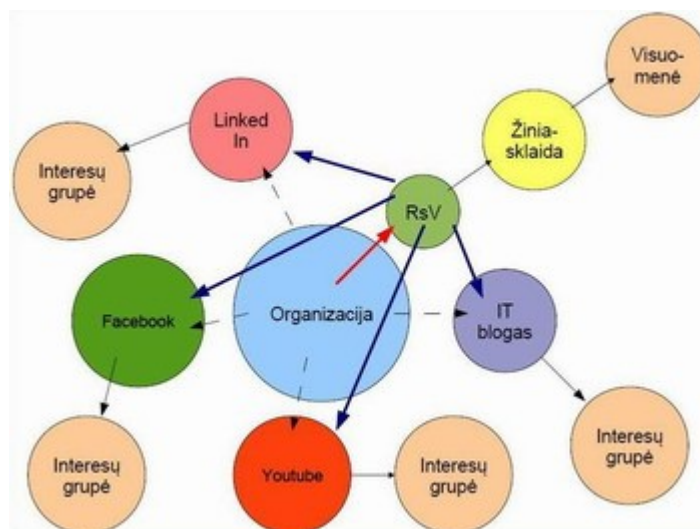 Visuo-
menė
Linked
In
Žinia-
sklaida
Interesų
grupė
RsV
Facebook
Organizacija
IT
blogas
Interesų
grupė
Youtube
Interesų
grupė
Interesų
grupė